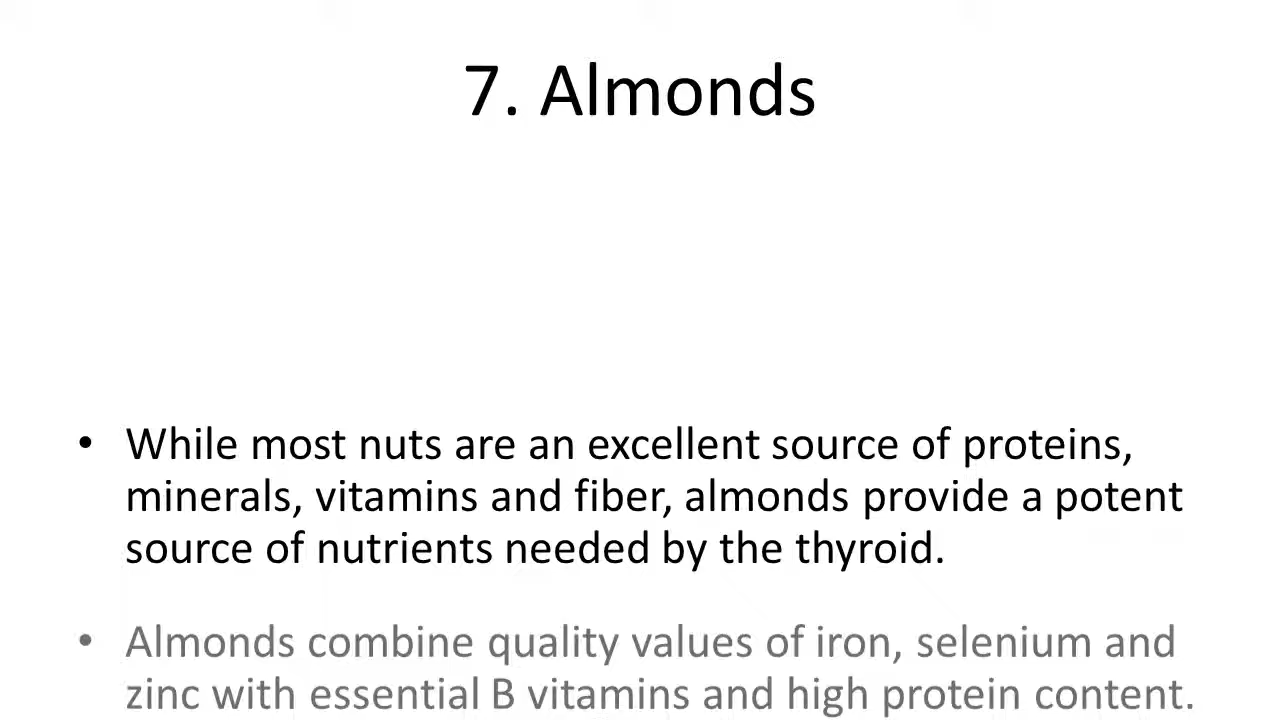 7. Almonds
• While most nuts are an excellent source of proteins,
minerals, vitamins and fiber, almonds provide a potent
source of nutrients needed by the thyroid.
• Almonds combine quality values of iron, selenium and
zinc with essential B vitamins and high protein content.